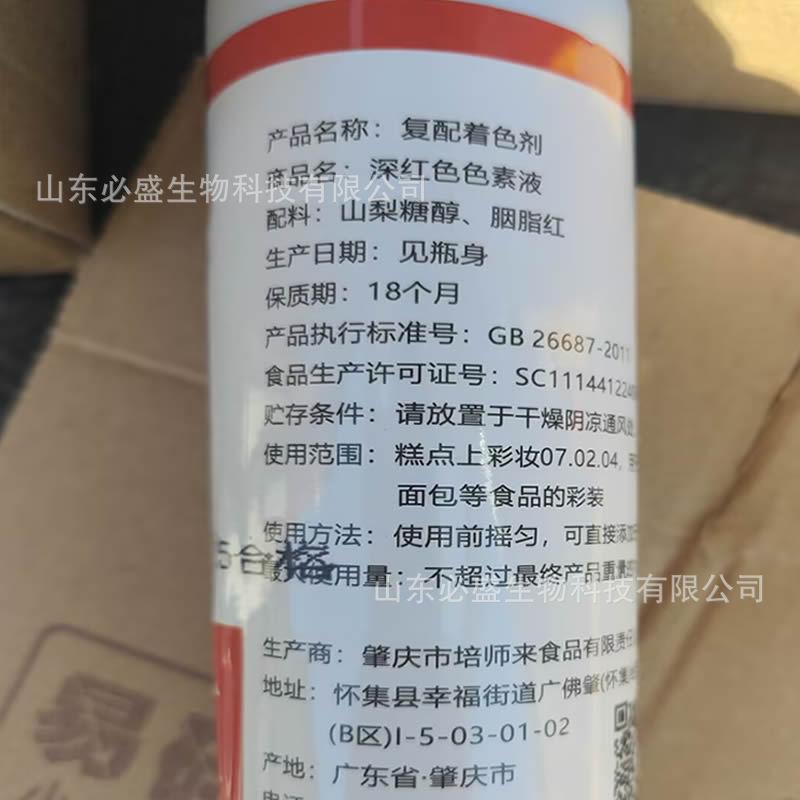 产品名称：复配着色剂
商品名：深红色色素液
山东必盛生物科技有限公司
配料：山梨糖醇、胭脂红
生产日期：见瓶身
保质期：18个月
产品执行标准号：GB 26687-2011
食品生产许可证号：SC1114412240
贮存条件：请放置于干燥阴凉通风处
使用范围：糕点上彩妆07.02.04，
面包等食品的彩装
使用方法：使用前摇匀，可直接添加
5合格
使用量：不超过最终产品重量
山东必盛生物科技有限公司
生产商：肇庆市培师来食品有限责任
地址：怀集县幸福街道广佛肇(怀集
(B区)I-5-03-01-02
产地：广东省·肇庆市
易